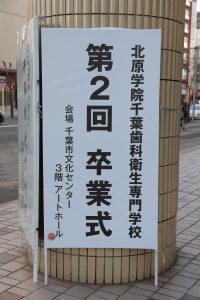 北原学院千葉歯科衛生専門学校
第2回 卒業式
会場 千葉市文化センター
3階 アートホール